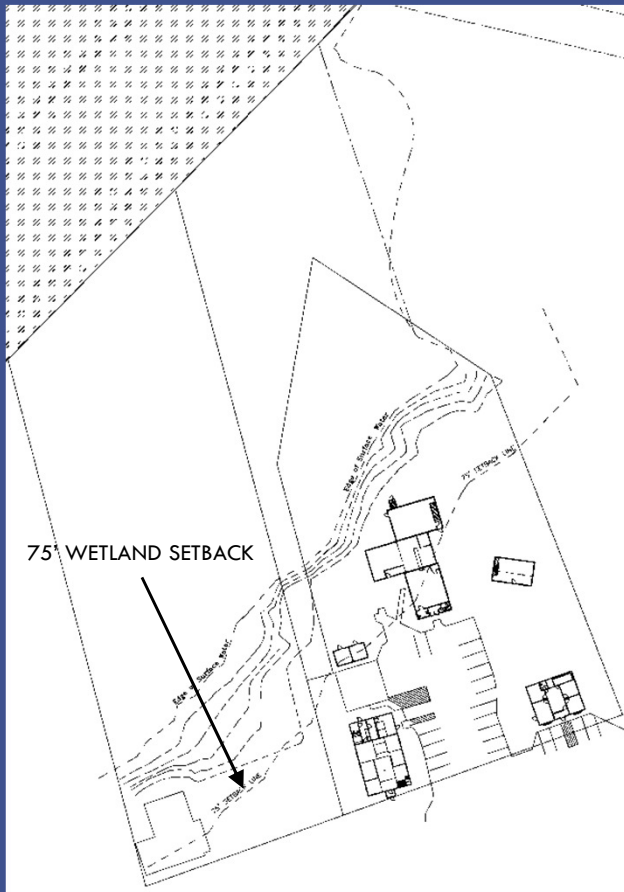 Edge of Surface Water
75' SETBACK LINE
75' WETLAND SETBACK
Edge of Surface Water
75' SETBACK LINE